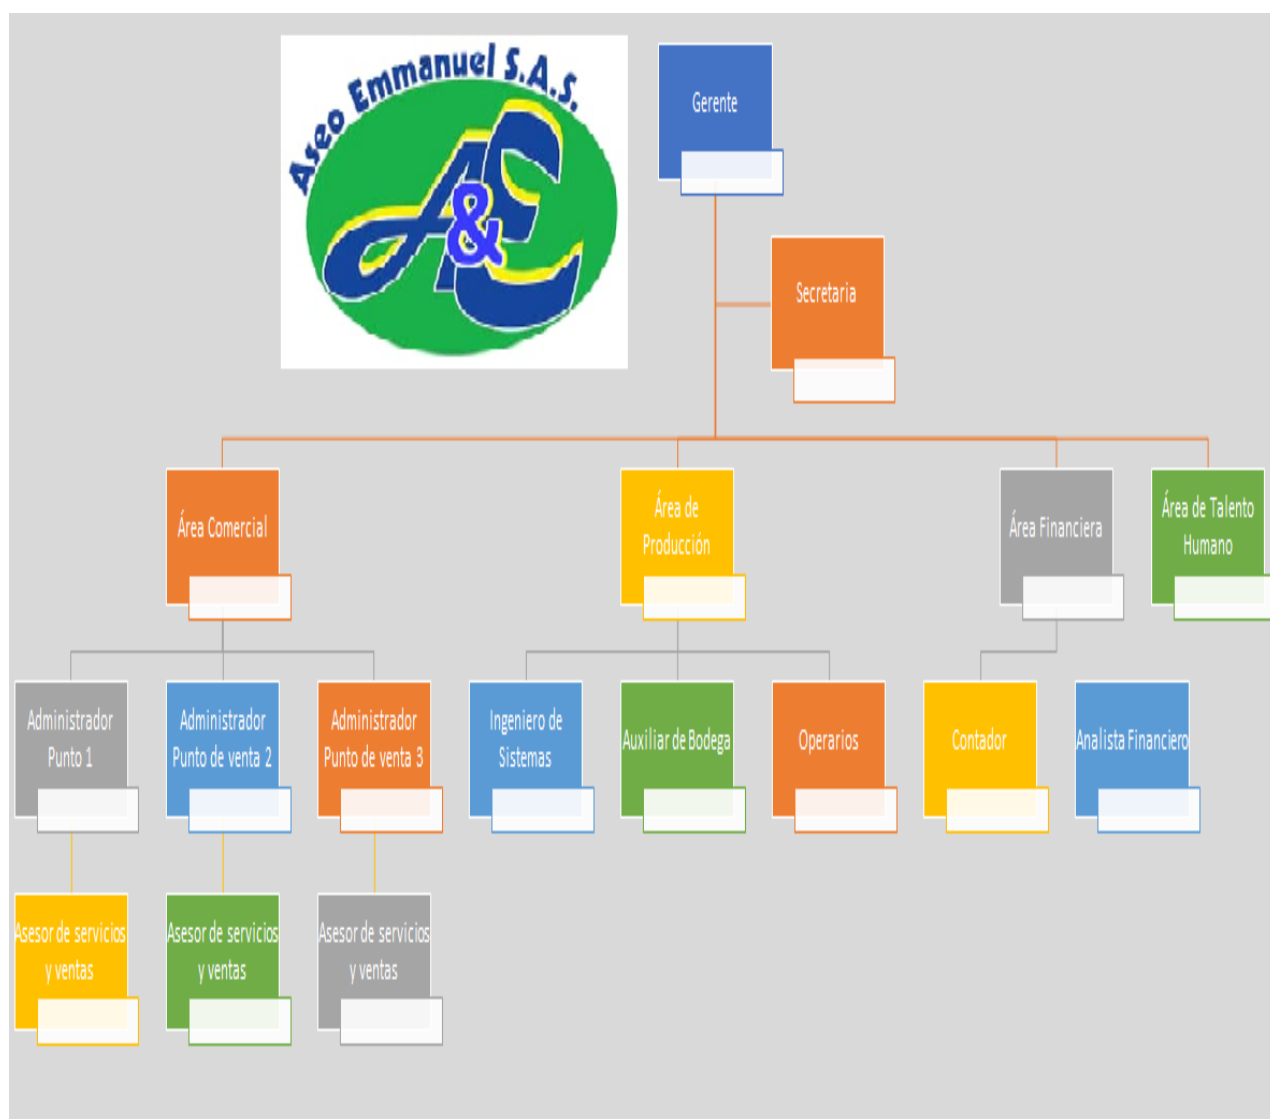 Aseo Emmanuel S.A.S.
A&E
Gerente
Secretaria
Área Comercial
Área de
Producción
Área Financiera
Área de Talento
Humano
Administrador
Punto 1
Administrador
Punto de venta 2
Administrador
Punto de venta 3
Ingeniero de
Sistemas
Auxiliar de Bodega
Operarios
Contador
Analista Financiero
Asesor de servicios
y ventas
Asesor de servicios
y ventas
Asesor de servicios
y ventas